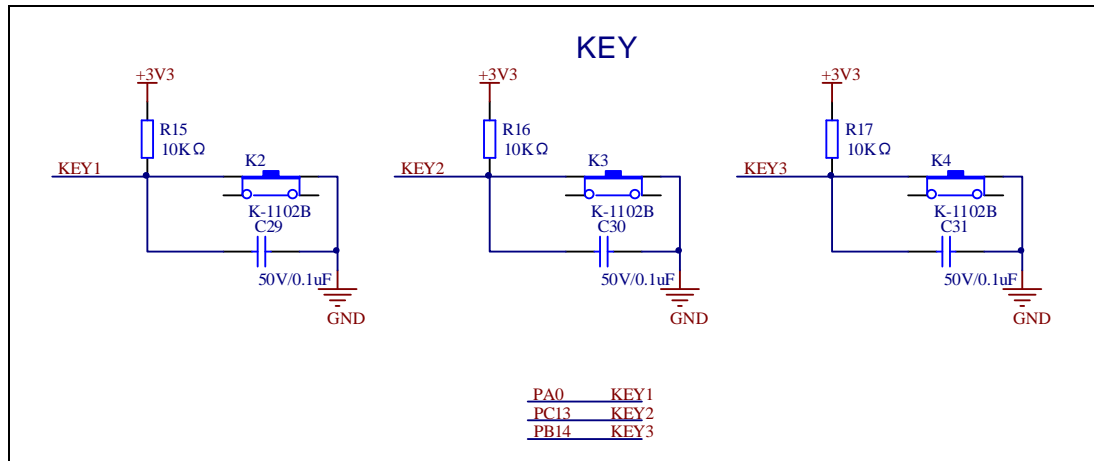 KEY
+3V3
+3V3
+3V3
R15
10KΩ
R16
10KΩ
R17
10KΩ
KEY1
K2
KEY2
K3
KEY3
K4
K-1102B
C29
K-1102B
C30
K-1102B
C31
50V/0.1uF
50V/0.1uF
50V/0.1uF
GND
GND
GND
PA0 KEY1
PC13 KEY2
PB14 KEY3